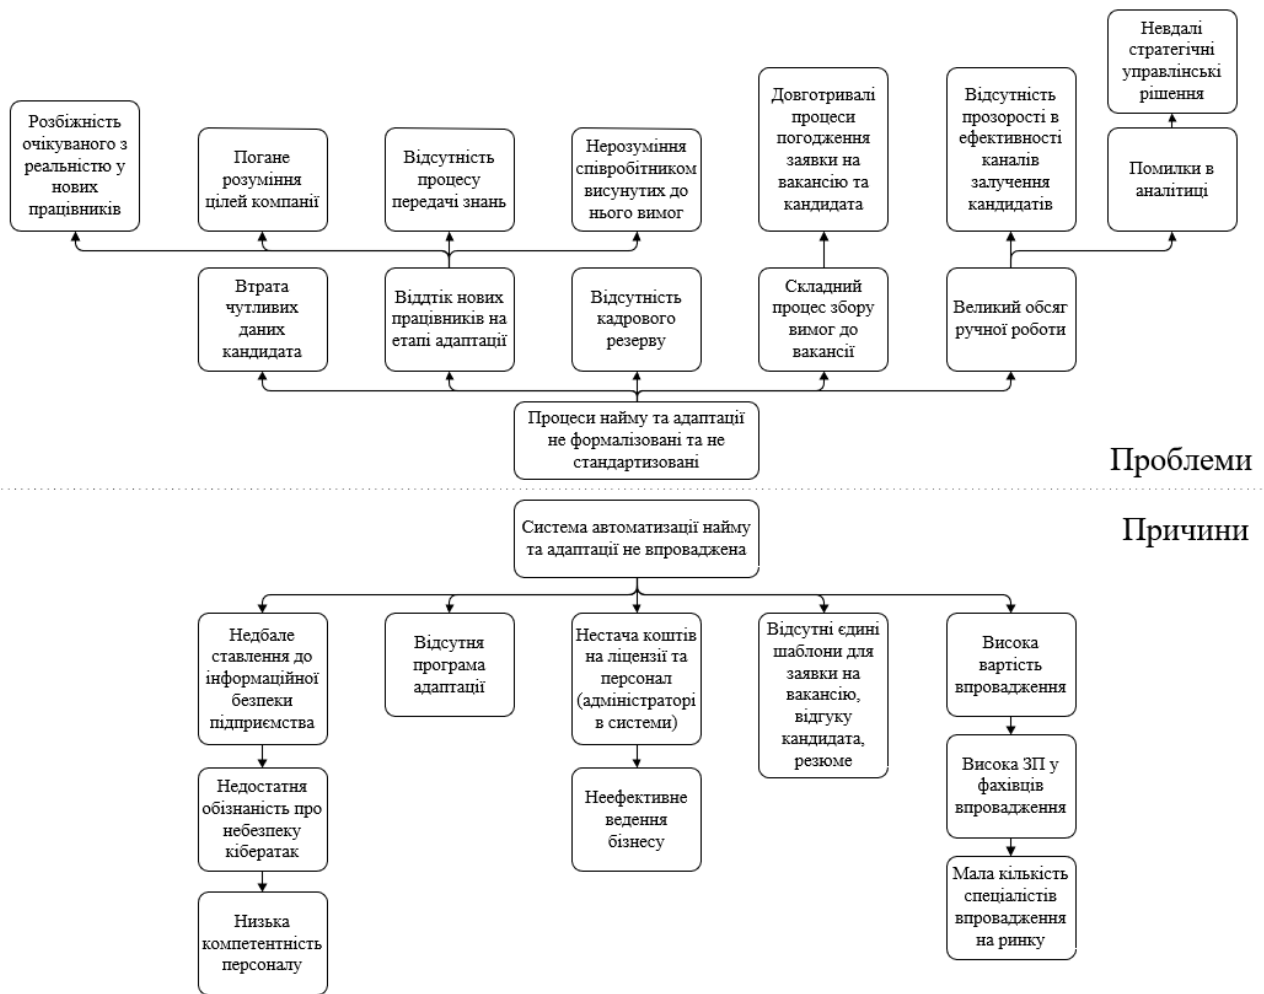 Невдалі
стратегічні
управлінські
рішення
Розбіжність
очікуваного з
реальністю у
нових
працівників
Погане
розуміння
цілей компанії
Відсутність
процесу
передачі знань
Нерозуміння
співробітником
висунутих до
нього вимог
Довготривалі
процеси
погодження
заявки на
вакансію та
кандидата
Відсутність
прозорості в
ефективності
каналів
залучення
кандидатів
Помилки в
аналітиці
Втрата
чутливих
даних
кандидата
Віддтік нових
працівників на
етапі адаптації
Відсутність
кадрового
резерву
Складний
процес збору
вимог до
вакансії
Великий обсяг
ручної роботи
Процеси найму та адаптації
не формалізовані та не
стандартизовані
Проблеми
Причини
Система автоматизації найму
та адаптації не впроваджена
Недбале
ставлення до
інформаційної
безпеки
підприємства
Відсутня
програма
адаптації
Нестача коштів
на ліцензії та
персонал
(адміністраторі
в системи)
Відсутні єдині
шаблони для
заявки на
вакансію,
відгуку
кандидата,
резюме
Висока
вартість
впровадження
Недостатня
обізнаність про
небезпеку
кібератак
Неефективне
ведення
бізнесу
Висока ЗП у
фахівців
впровадження
Низька
компетентність
персоналу
Мала кількість
спеціалістів
впровадження
на ринку